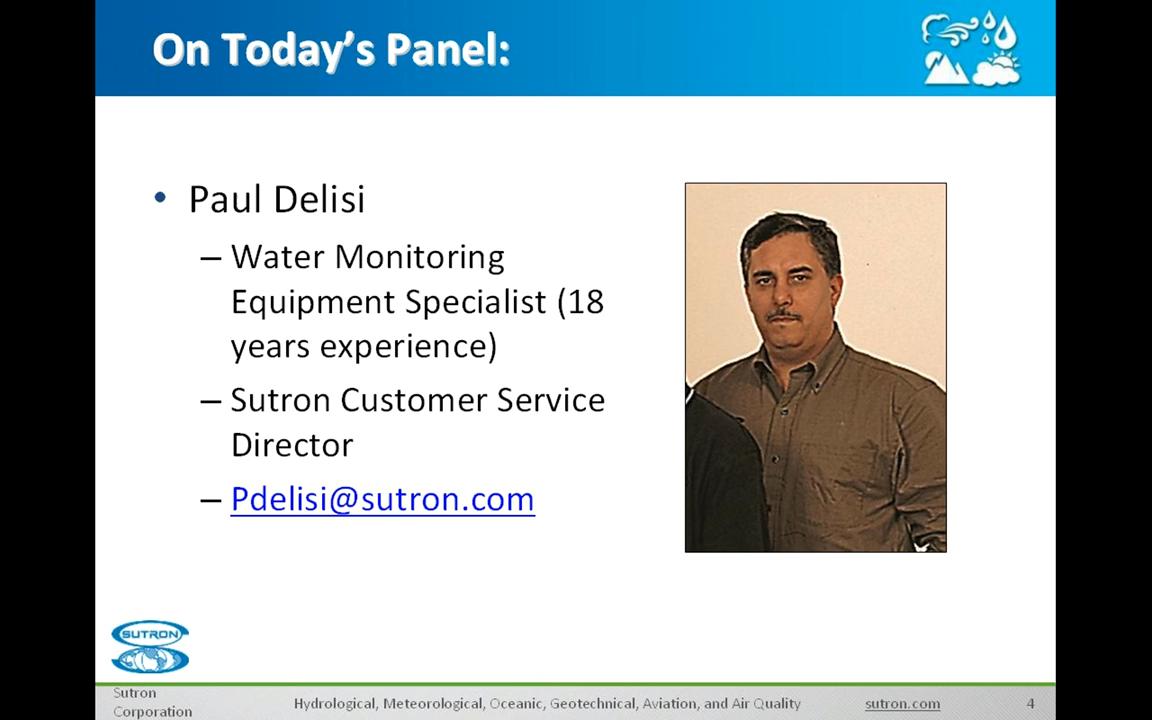 On Today's Panel:
• Paul Delisi
– Water Monitoring
Equipment Specialist (18
years experience)
– Sutron Customer Service
Director
– Pdelisi@sutron.com
SUTRON
Sutron
Corporation
Hydrological, Meteorological, Oceanic, Geotechnical, Aviation, and Air Quality
sutron.com
4